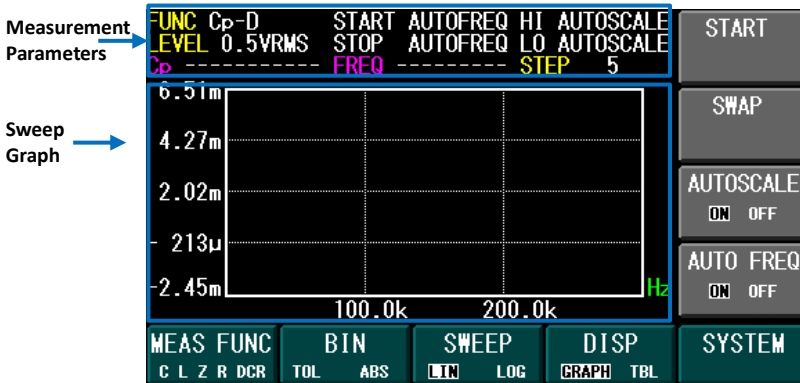 Measurement
Parameters
FUNC Cp-D START AUTOFREQ HI AUTOSCALE
LEVEL 0.5VRMS STOP AUTOFREQ LO AUTOSCALE
Cp ----------- FREQ --------- STEP 5
START
Sweep
Graph
6.51m
4.27m
2.02m
- 213µ
-2.45m
Hz
100.0k 200.0k
SWAP
AUTOSCALE
ON OFF
AUTO FREQ
ON OFF
MEAS FUNC
C L Z R DCR
BIN
TOL ABS
SWEEP
LIN LOG
DISP
GRAPH TBL
SYSTEM